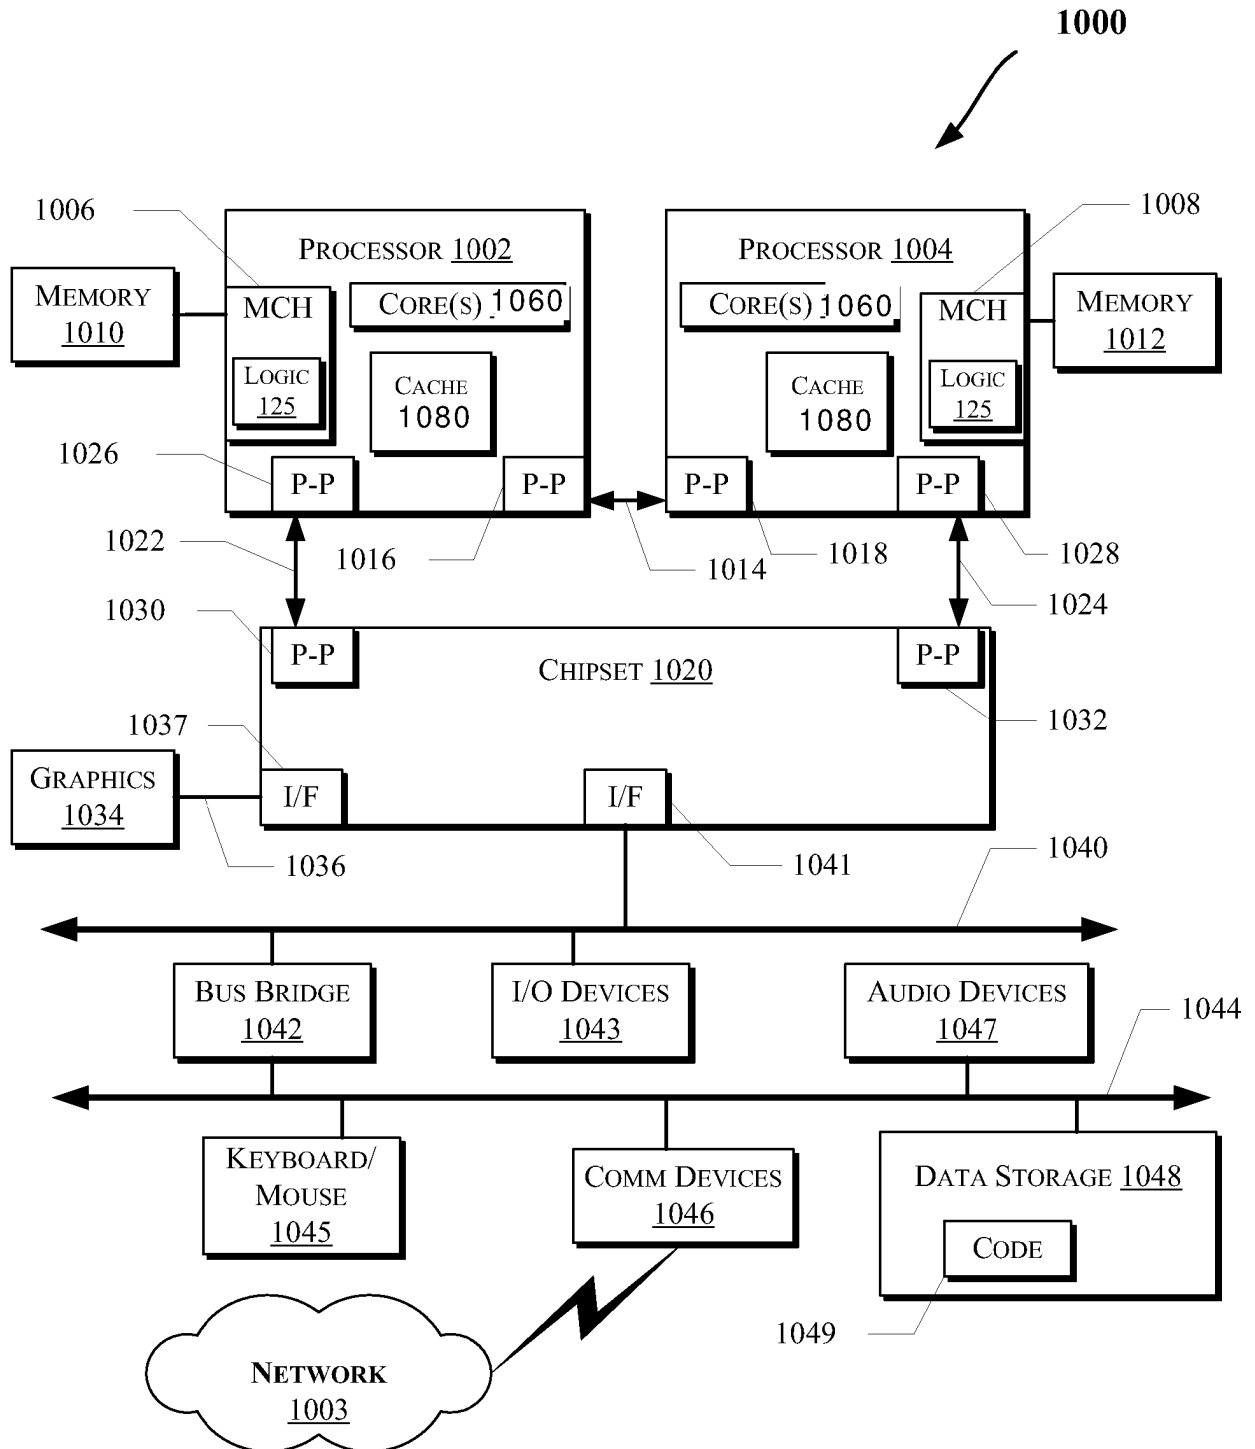 1000
1006
1008
PROCESSOR 1002
PROCESSOR 1004
MEMORY
1010
MCH
CORE(S) 1060
CORE(S) 1060
MCH
MEMORY
1012
LOGIC
125
CACHE
1080
CACHE
1080
LOGIC
125
1026
P-P
P-P
P-P
P-P
1022
1016
1014
1018
1028
1024
1030
P-P
CHIPSET 1020
P-P
1032
1037
GRAPHICS
1034
I/F
I/F
1036
1041
1040
BUS BRIDGE
1042
I/O DEVICES
1043
AUDIO DEVICES
1047
1044
KEYBOARD/
MOUSE
1045
COMM DEVICES
1046
DATA STORAGE 1048
CODE
1049
NETWORK
1003